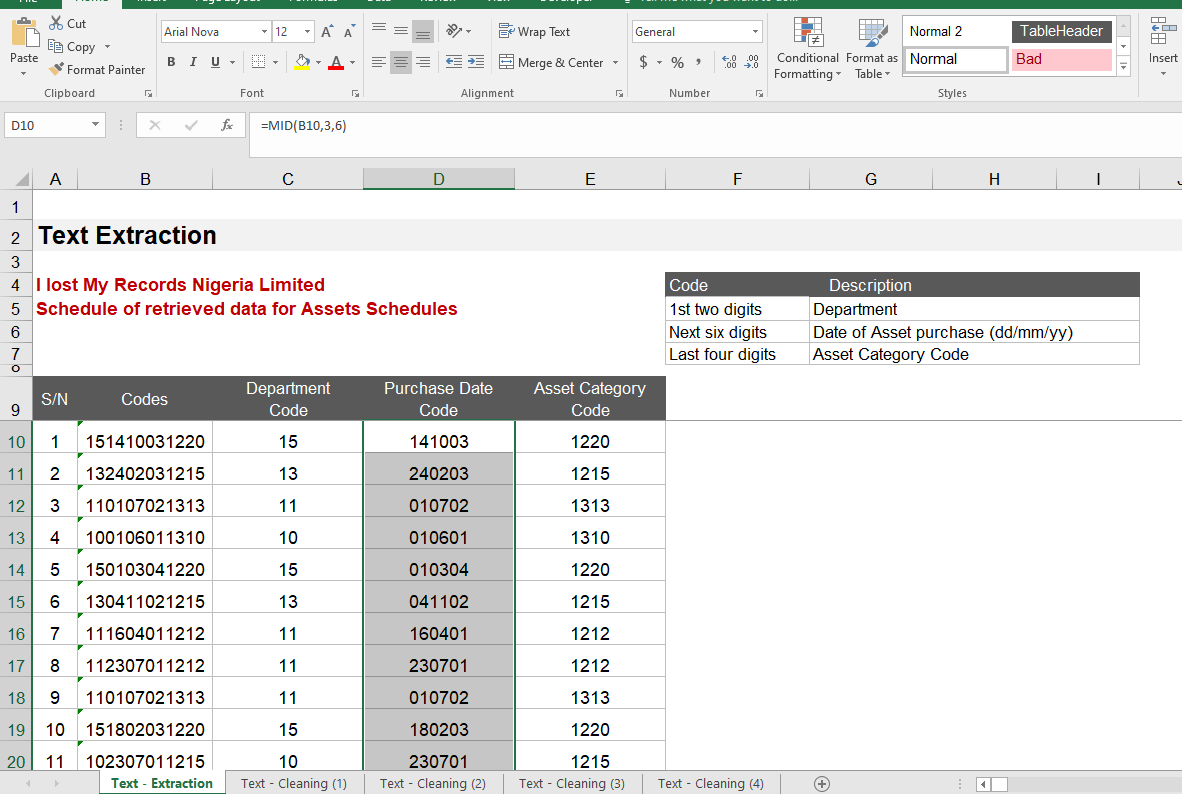 Cut
Arial Nova 12 A A Wrap Text General Normal 2 TableHeader
Copy
Paste Format Painter B I U A Merge & Center $ % , Conditional Formatting Format as Table Normal Bad Insert
Clipboard Font Alignment Number Styles
D10 fx =MID(B10,3,6)
A B C D E F G H I
1
2 Text Extraction
3
4 I lost My Records Nigeria Limited Code Description
5 Schedule of retrieved data for Assets Schedules 1st two digits Department
6 Next six digits Date of Asset purchase (dd/mm/yy)
7 Last four digits Asset Category Code
8
9 S/N Codes Department Code Purchase Date Code Asset Category Code
10 1 151410031220 15 141003 1220
11 2 132402031215 13 240203 1215
12 3 110107021313 11 010702 1313
13 4 100106011310 10 010601 1310
14 5 150103041220 15 010304 1220
15 6 130411021215 13 041102 1215
16 7 111604011212 11 160401 1212
17 8 112307011212 11 230701 1212
18 9 110107021313 11 010702 1313
19 10 151802031220 15 180203 1220
20 11 102307011215 10 230701 1215
Text - Extraction Text - Cleaning (1) Text - Cleaning (2) Text - Cleaning (3) Text - Cleaning (4)